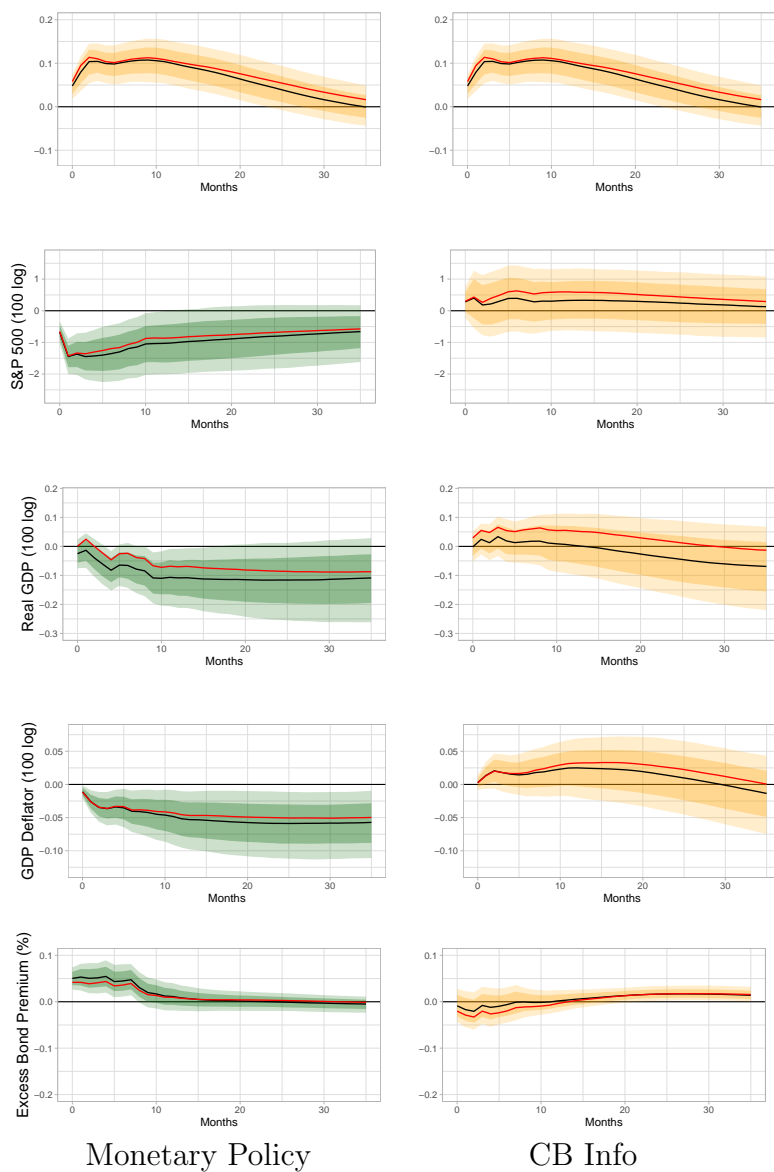 0.2
0.1
0.0
−0.1
0 10 20 30
Months
0.2
0.1
0.0
−0.1
0 10 20 30
Months
S&P 500 (100 log)
1
0
−1
−2
0 10 20 30
Months
1
0
−1
−2
0 10 20 30
Months
Real GDP (100 log)
0.2
0.1
0.0
−0.1
−0.2
−0.3
0 10 20 30
Months
0.2
0.1
0.0
−0.1
−0.2
−0.3
0 10 20 30
Months
GDP Deflator (100 log)
0.05
0.00
−0.05
−0.10
0 10 20 30
Months
0.05
0.00
−0.05
−0.10
0 10 20 30
Months
Excess Bond Premium (%)
0.1
0.0
−0.1
−0.2
0 10 20 30
Months
0.1
0.0
−0.1
−0.2
0 10 20 30
Months
Monetary Policy
CB Info